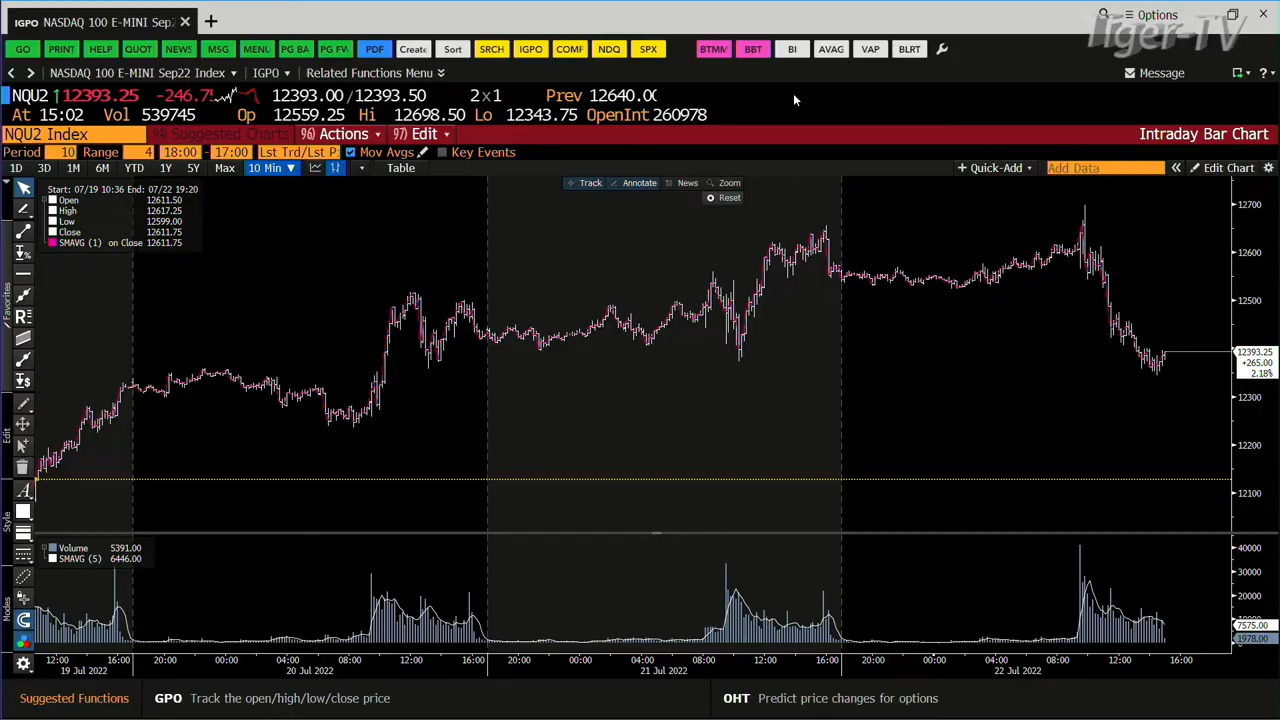 IGPO NASDAQ 100 E-MINI Sep22 Index
Options
Tiger-TV
GO PRINT HELP QUOT NEWS MSG MENU PG BA PG FW PDF Create Sort SRCH IGPO COMP NDQ SPX BTMM BBT BI AVAG VAP BLRT
NASDAQ 100 E-MINI Sep22 Index IGPO Related Functions Menu Message ?
NQU2 ↑12393.25 -246.75 12393.00/12393.50 2x1 Prev 12640.00
At 15:02 Vol 539745 Op 12559.25 Hi 12698.50 Lo 12343.75 OpenInt 260978
NQU2 Index 94) Suggested Charts 96) Actions 97) Edit Intraday Bar Chart
Period 10 Range 4 18:00 - 17:00 Lst Trd/Lst P Mov Avgs Key Events
1D 3D 1M 6M YTD 1Y 5Y Max 10 Min ▼ Table + Quick-Add Add Data « Edit Chart
Track Annotate News Zoom
Reset
Start: 07/19 10:36 End: 07/22 19:20
Open 12611.50
High 12617.25
Low 12599.00
Close 12611.75
SMAVG (1) on Close 12611.75
12700
12600
12500
12393.25
+265.00
2.18%
12300
12200
12100
Favorites
Edit
Style
Modes
Volume 5391.00
SMAVG (5) 6446.00
40000
30000
20000
7575.00
1978.00
12:00 16:00 20:00 00:00 04:00 08:00 12:00 16:00 20:00 00:00 04:00 08:00 12:00 16:00 20:00 00:00 04:00 08:00 12:00 16:00
19 Jul 2022 20 Jul 2022 21 Jul 2022 22 Jul 2022
Suggested Functions GPO Track the open/high/low/close price OHT Predict price changes for options